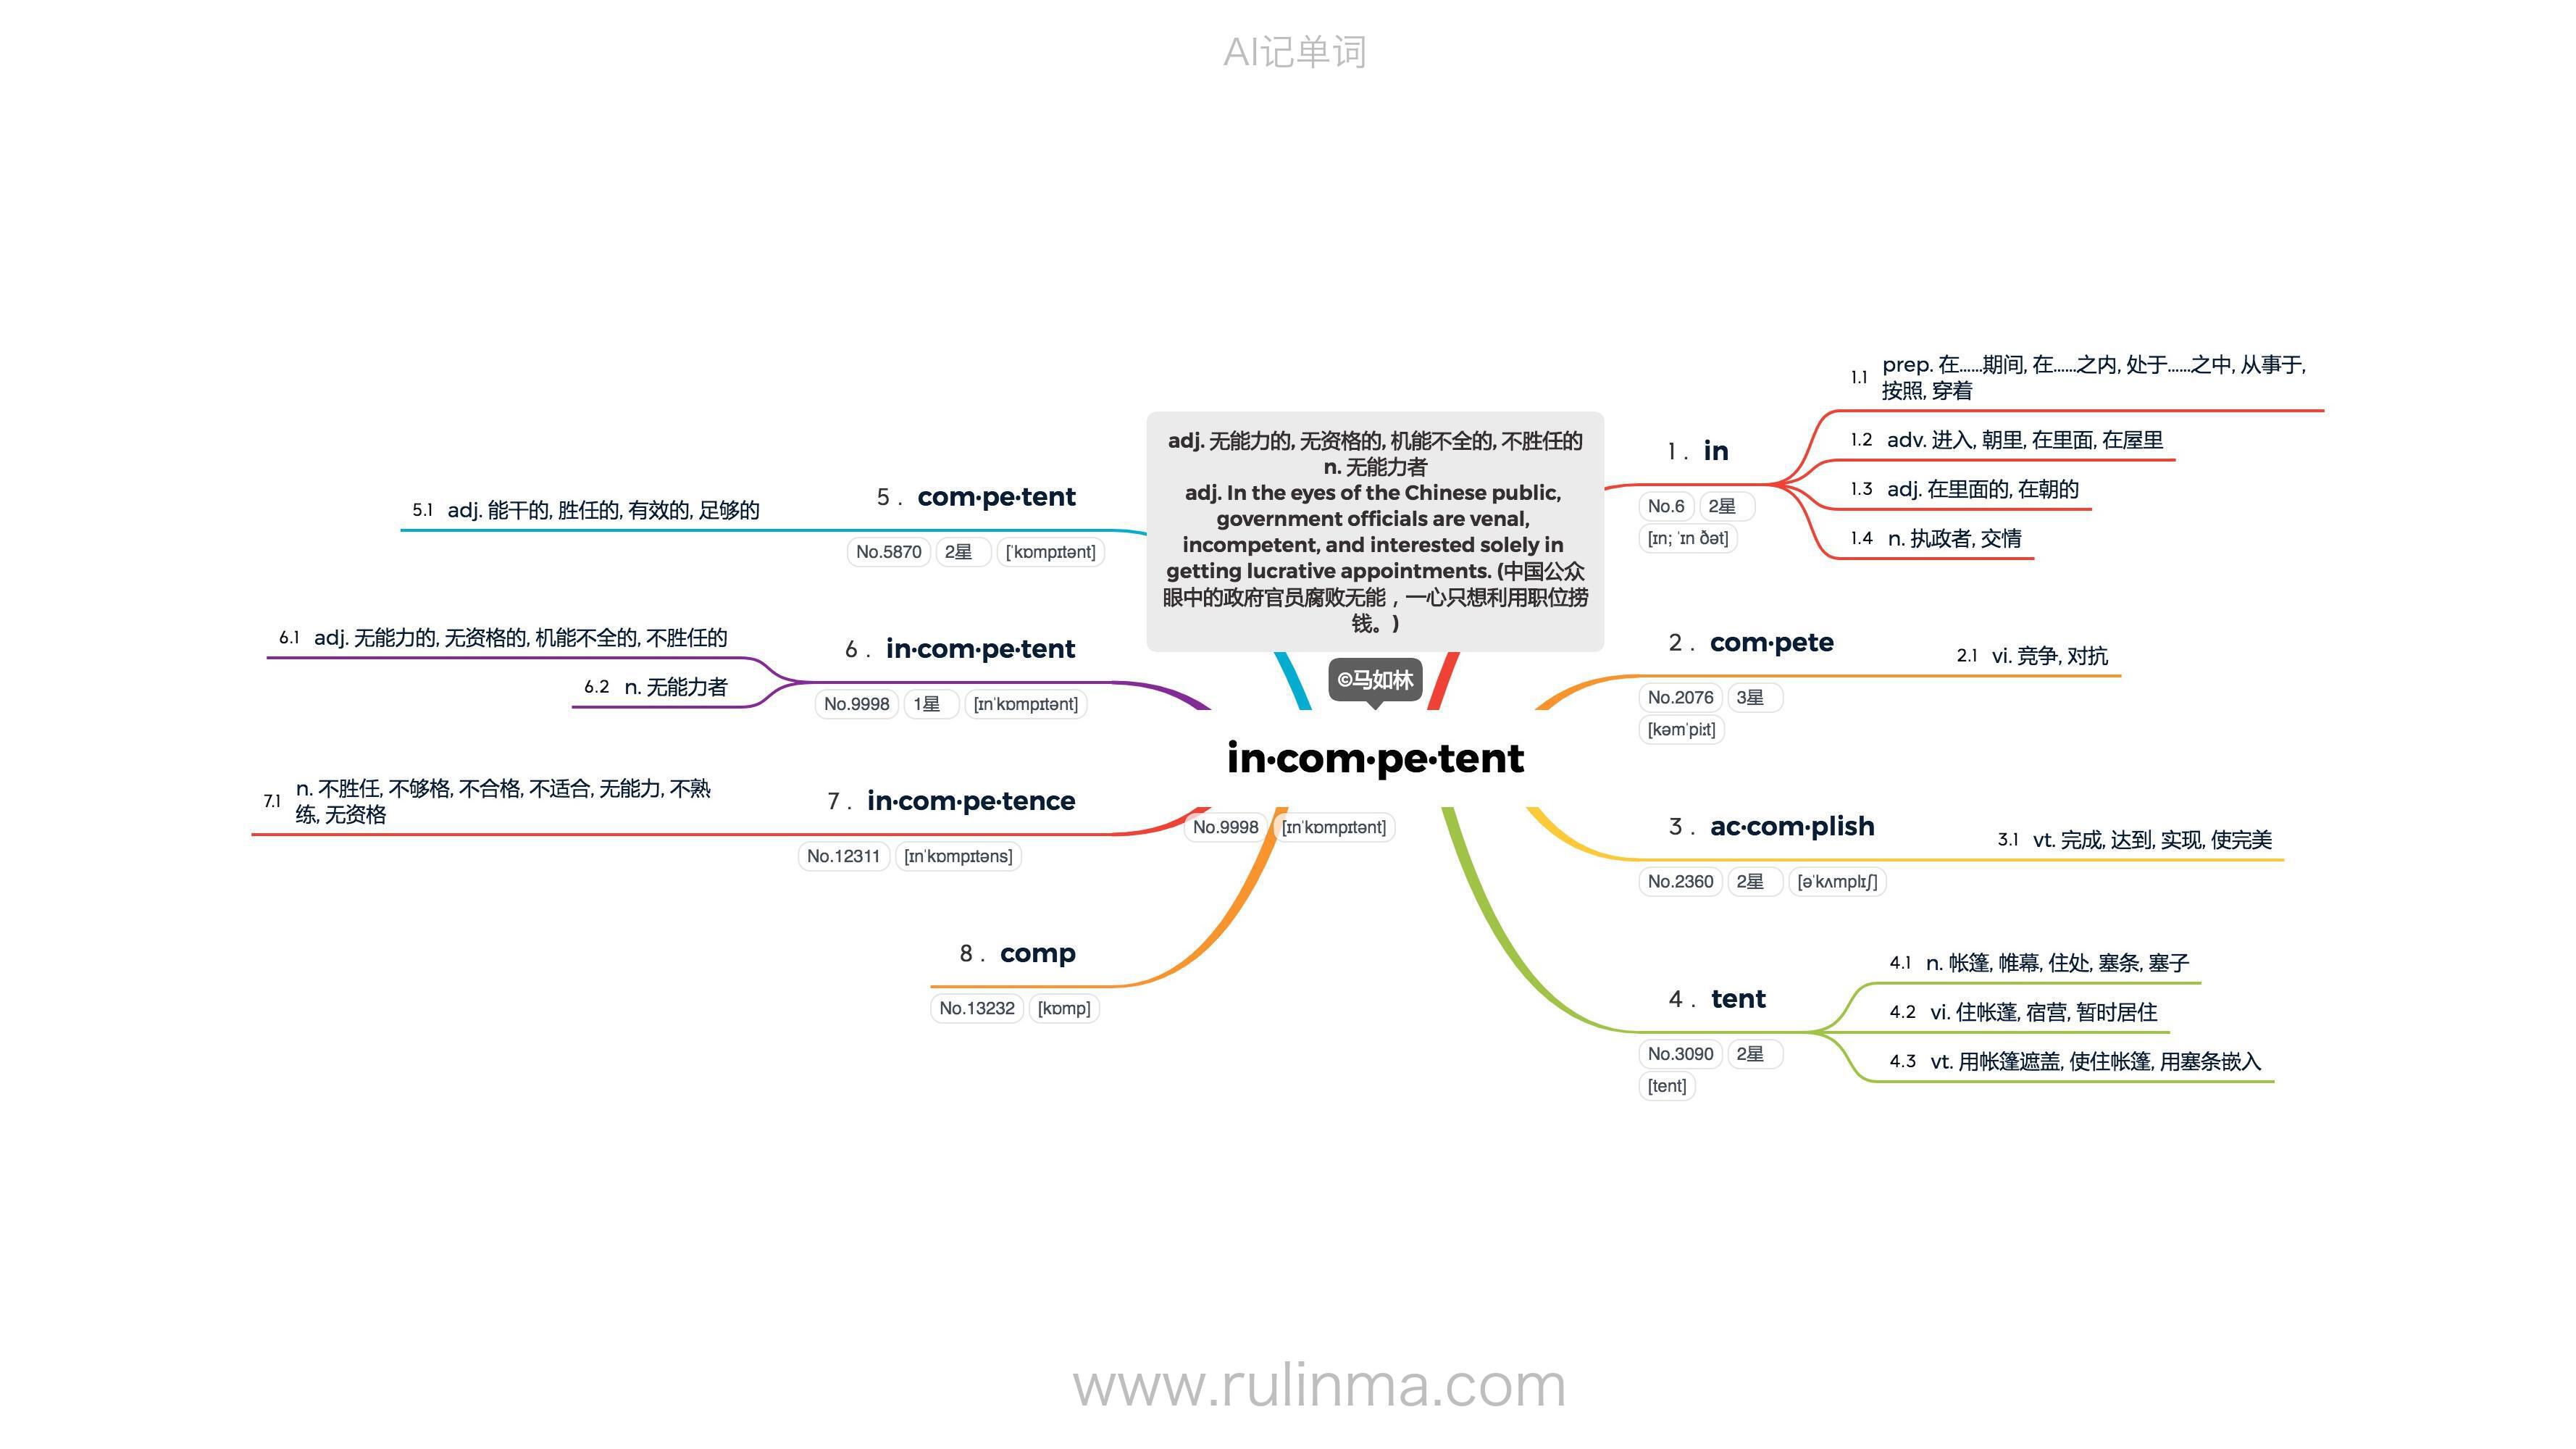 AI记单词
adj. 无能力的, 无资格的, 机能不全的, 不胜任的
n. 无能力者
adj. In the eyes of the Chinese public,
government officials are venal,
incompetent, and interested solely in
getting lucrative appointments. (中国公众
眼中的政府官员腐败无能，一心只想利用职位捞
钱。)
©马如林
in·com·pe·tent
No.9998 [ɪnˈkɒmpɪtənt]
1 . in
No.6 2星
[ɪn; ˈɪn ðət]
1.1 prep. 在……期间, 在……之内, 处于……之中, 从事于,
按照, 穿着
1.2 adv. 进入, 朝里, 在里面, 在屋里
1.3 adj. 在里面的, 在朝的
1.4 n. 执政者, 交情
2 . com·pete
No.2076 3星
[kəmˈpiːt]
2.1 vi. 竞争, 对抗
3 . ac·com·plish
No.2360 2星 [əˈkʌmplɪʃ]
3.1 vt. 完成, 达到, 实现, 使完美
4 . tent
No.3090 2星
[tent]
4.1 n. 帐篷, 帷幕, 住处, 塞条, 塞子
4.2 vi. 住帐蓬, 宿营, 暂时居住
4.3 vt. 用帐篷遮盖, 使住帐篷, 用塞条嵌入
5 . com·pe·tent
No.5870 2星 [ˈkɒmpɪtənt]
5.1 adj. 能干的, 胜任的, 有效的, 足够的
6 . in·com·pe·tent
No.9998 1星 [ɪnˈkɒmpɪtənt]
6.1 adj. 无能力的, 无资格的, 机能不全的, 不胜任的
6.2 n. 无能力者
7 . in·com·pe·tence
No.12311 [ɪnˈkɒmpɪtəns]
7.1 n. 不胜任, 不够格, 不合格, 不适合, 无能力, 不熟
练, 无资格
8 . comp
No.13232 [kɒmp]
www.rulinma.com